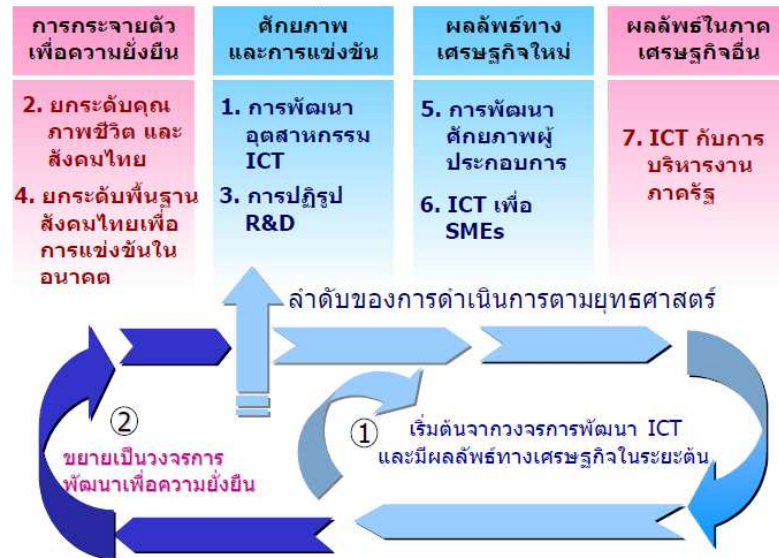 การกระจายตัว
เพื่อความยั่งยืน
2. ยกระดับคุณ
ภาพชีวิต และ
สังคมไทย
4. ยกระดับพื้นฐาน
สังคมไทยเพื่อ
การแข่งขันใน
อนาคต
ศักยภาพ
และการแข่งขัน
1. การพัฒนา
อุตสาหกรรม
ICT
3. การปฏิรูป
R&D
ผลลัพธ์ทาง
เศรษฐกิจใหม่
5. การพัฒนา
ศักยภาพผู้
ประกอบการ
6. ICT เพื่อ
SMEs
ผลลัพธ์ในภาค
เศรษฐกิจอื่น
7. ICT กับการ
บริหารงาน
ภาครัฐ
ลำดับของการดำเนินการตามยุทธศาสตร์
②
ขยายเป็นวงจรการ
พัฒนาเพื่อความยั่งยืน
①
เริ่มต้นจากวงจรการพัฒนา ICT
และมีผลลัพธ์ทางเศรษฐกิจในระยะต้น